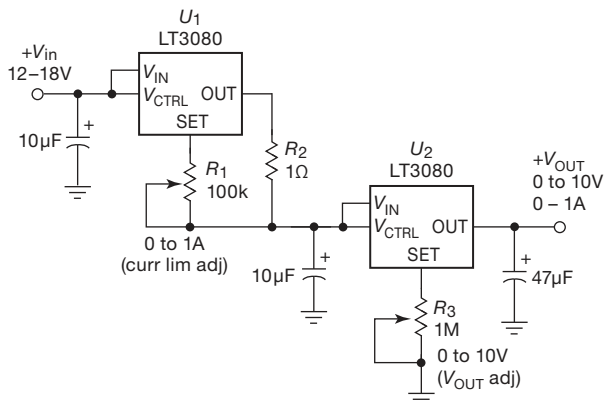 U1
LT3080
+Vin
12–18V
VIN
VCTRL
OUT
SET
10µF
+
R1
100k
R2
1Ω
0 to 1A
(curr lim adj)
10µF
+
U2
LT3080
VIN
VCTRL
OUT
SET
+VOUT
0 to 10V
0 – 1A
+
47µF
R3
1M
0 to 10V
(VOUT adj)